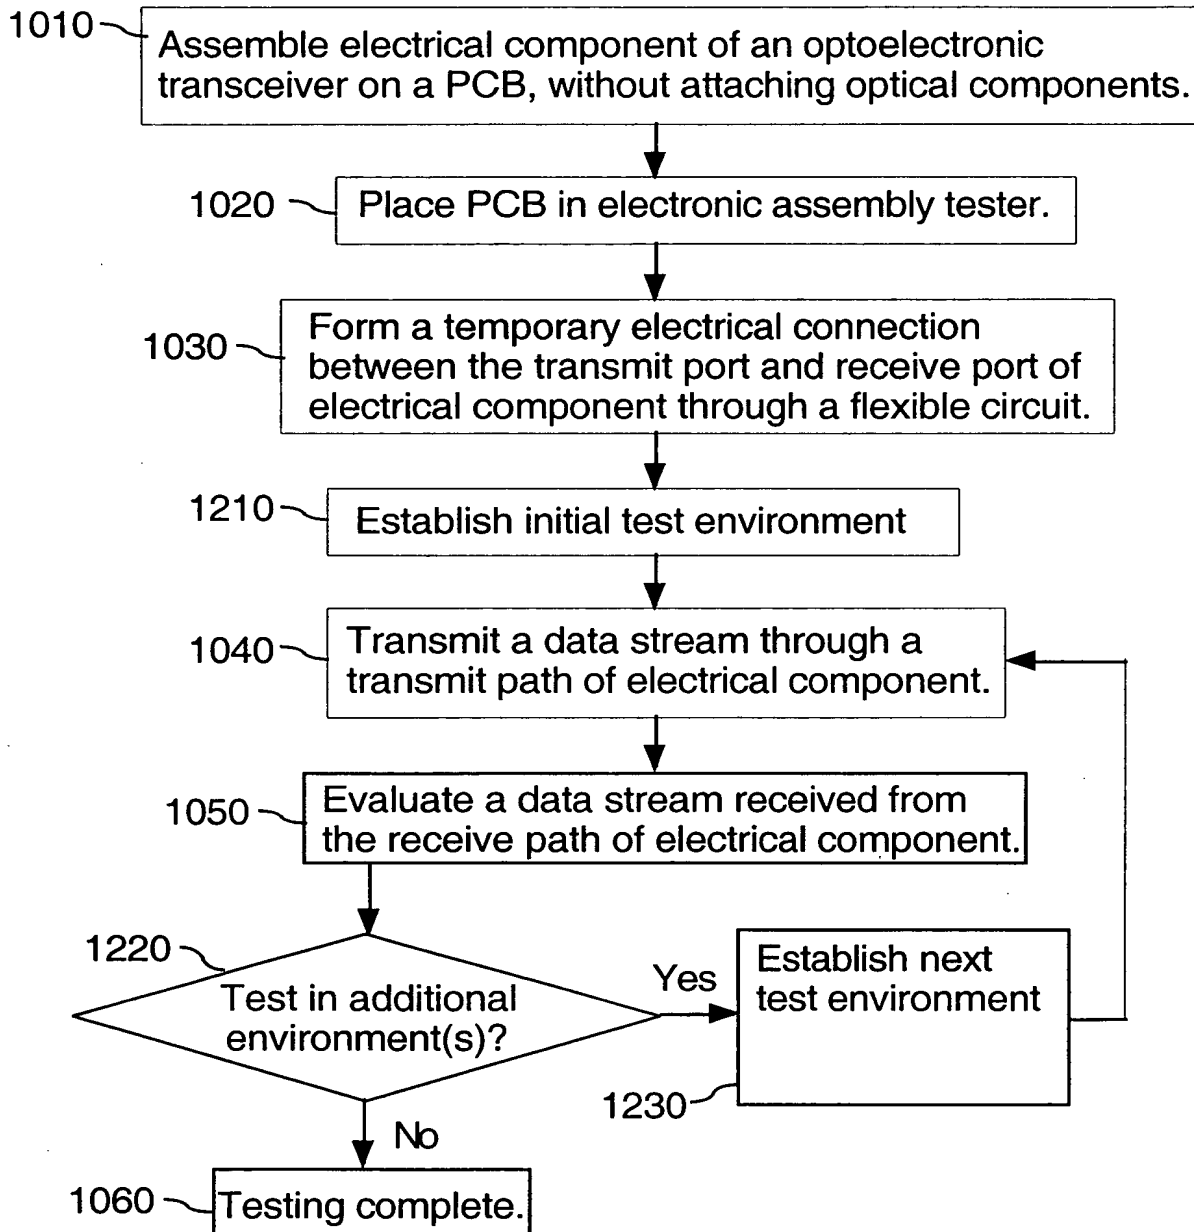 1010
Assemble electrical component of an optoelectronic
transceiver on a PCB, without attaching optical components.
1020
Place PCB in electronic assembly tester.
1030
Form a temporary electrical connection
between the transmit port and receive port of
electrical component through a flexible circuit.
1210
Establish initial test environment
1040
Transmit a data stream through a
transmit path of electrical component.
1050
Evaluate a data stream received from
the receive path of electrical component.
1220
Test in additional
environment(s)?
Yes
Establish next
test environment
1230
No
1060
Testing complete.